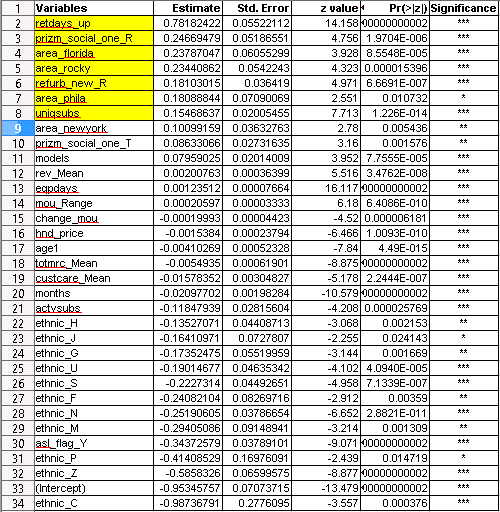 1 Variables Estimate Std. Error z value Pr(>|z|) Significance
2 retdays_up 0.78182422 0.05522112 14.158 00000000002 ***
3 prizm_social_one_R 0.24669479 0.05186551 4.756 1.9704E-006 ***
4 area_florida 0.23787047 0.06055299 3.928 8.5548E-005 ***
5 area_rocky 0.23440862 0.0542243 4.323 0.000015396 ***
6 refurb_new_R 0.18103015 0.036419 4.971 6.6691E-007 ***
7 area_phila 0.18088844 0.07090069 2.551 0.010732 *
8 uniqsubs 0.15468637 0.02005455 7.713 1.226E-014 ***
9 area_newyork 0.10099159 0.03632763 2.78 0.005436 **
10 prizm_social_one_T 0.08633066 0.02731635 3.16 0.001576 **
11 models 0.07959025 0.02014009 3.952 7.7555E-005 ***
12 rev_Mean 0.00200763 0.00036399 5.516 3.4762E-008 ***
13 eqpdays 0.00123512 0.00007664 16.117 00000000002 ***
14 mou_Range 0.00020597 0.00003333 6.18 6.4086E-010 ***
15 change_mou -0.00019993 0.00004423 -4.52 0.000006181 ***
16 hnd_price -0.0015384 0.00023794 -6.466 1.0093E-010 ***
17 age1 -0.00410269 0.00052328 -7.84 4.49E-015 ***
18 totmrc_Mean -0.0054935 0.00061901 -8.875 00000000002 ***
19 custcare_Mean -0.01578352 0.00304827 -5.178 2.2444E-007 ***
20 months -0.02097702 0.00198284 -10.579 00000000002 ***
21 actvsubs -0.11847939 0.02815604 -4.208 0.000025769 ***
22 ethnic_H -0.13527071 0.04408713 -3.068 0.002153 **
23 ethnic_J -0.16410971 0.0727807 -2.255 0.024143 *
24 ethnic_G -0.17352475 0.05519959 -3.144 0.001669 **
25 ethnic_U -0.19014677 0.04635342 -4.102 4.0940E-005 ***
26 ethnic_S -0.2227314 0.04492651 -4.958 7.1339E-007 ***
27 ethnic_F -0.24082104 0.08269716 -2.912 0.00359 **
28 ethnic_N -0.25190605 0.03786654 -6.652 2.8821E-011 ***
29 ethnic_M -0.29405086 0.09148941 -3.214 0.001309 **
30 asl_flag_Y -0.34372579 0.03789101 -9.071 00000000002 ***
31 ethnic_P -0.41408529 0.16976091 -2.439 0.014719 *
32 ethnic_Z -0.5858326 0.06599575 -8.877 00000000002 ***
33 (Intercept) -0.95345757 0.07073715 -13.479 00000000002 ***
34 ethnic_C -0.98736791 0.2776095 -3.557 0.000376 ***